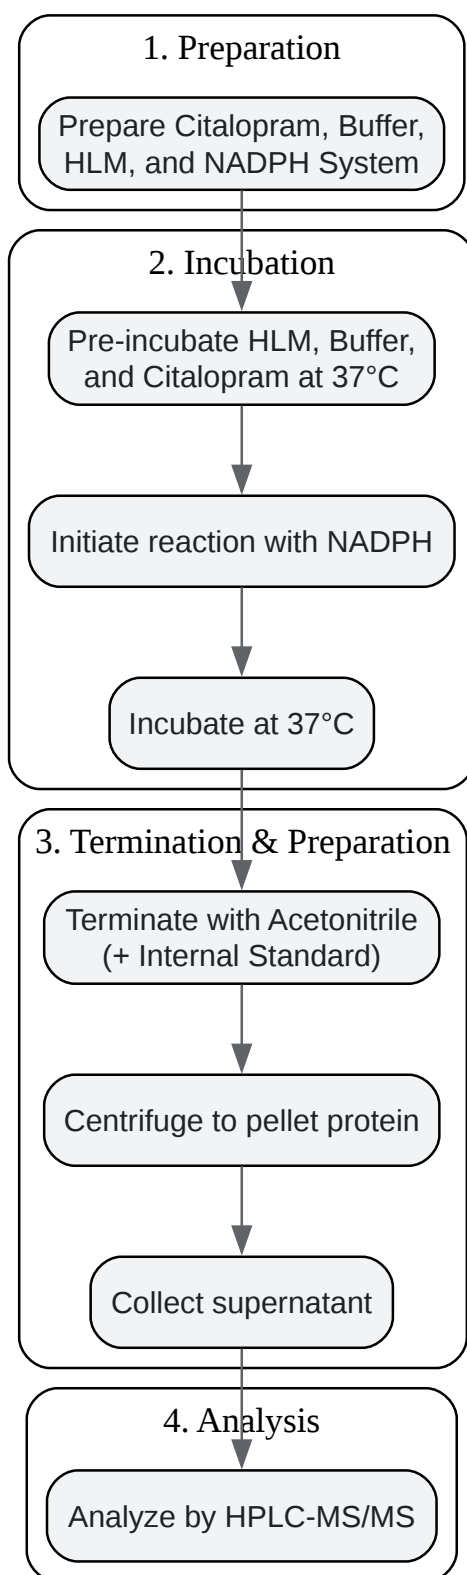 1. Preparation
Prepare Citalopram, Buffer,
HLM, and NADPH System
2. Incubation
Pre-incubate HLM, Buffer,
and Citalopram at 37°C
Initiate reaction with NADPH
Incubate at 37°C
3. Termination & Preparation
Terminate with Acetonitrile
(+ Internal Standard)
Centrifuge to pellet protein
Collect supernatant
4. Analysis
Analyze by HPLC-MS/MS